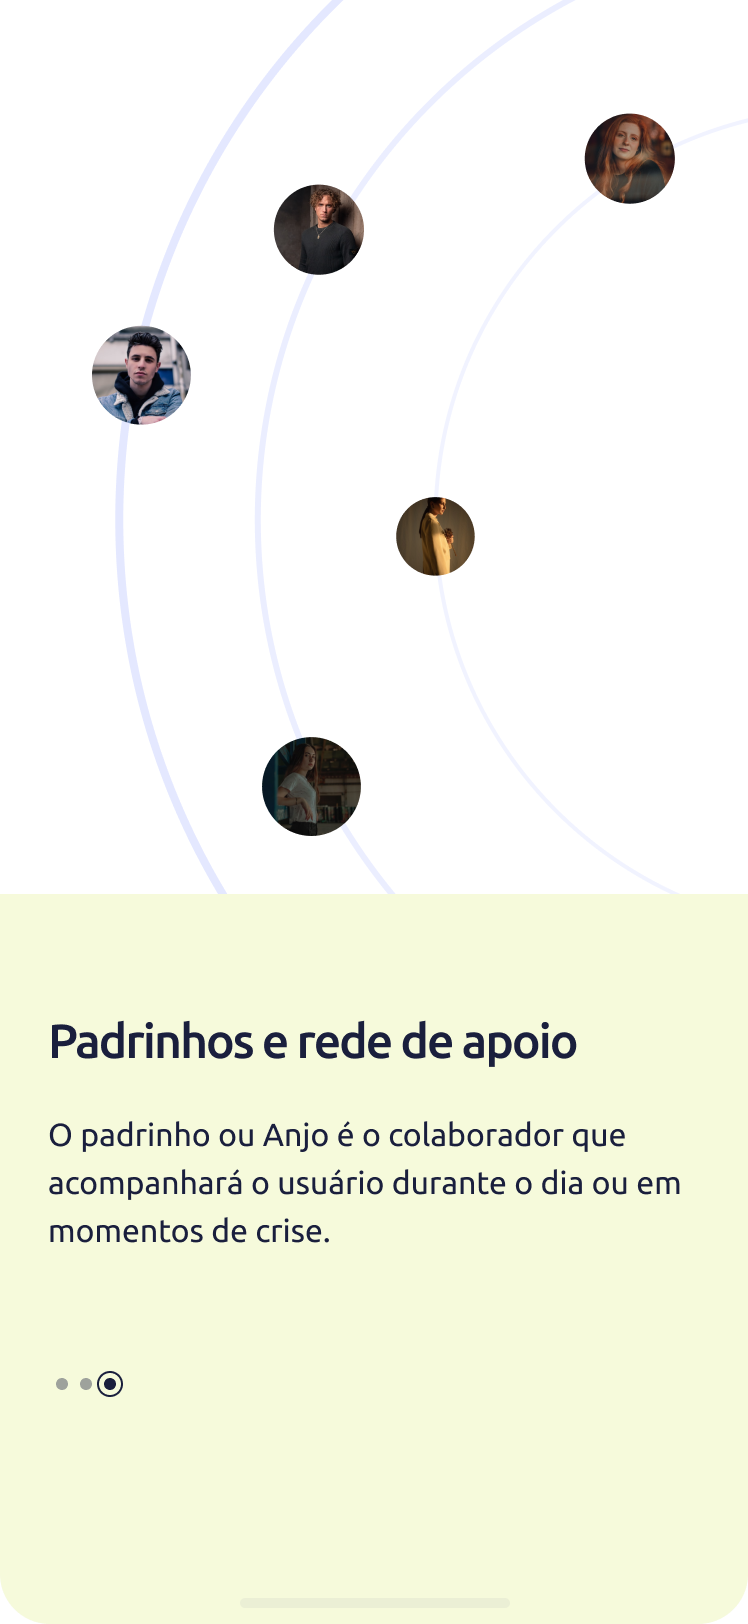 Padrinhos e rede de apoio
O padrinho ou Anjo é o colaborador que
acompanhará o usuário durante o dia ou em
momentos de crise.